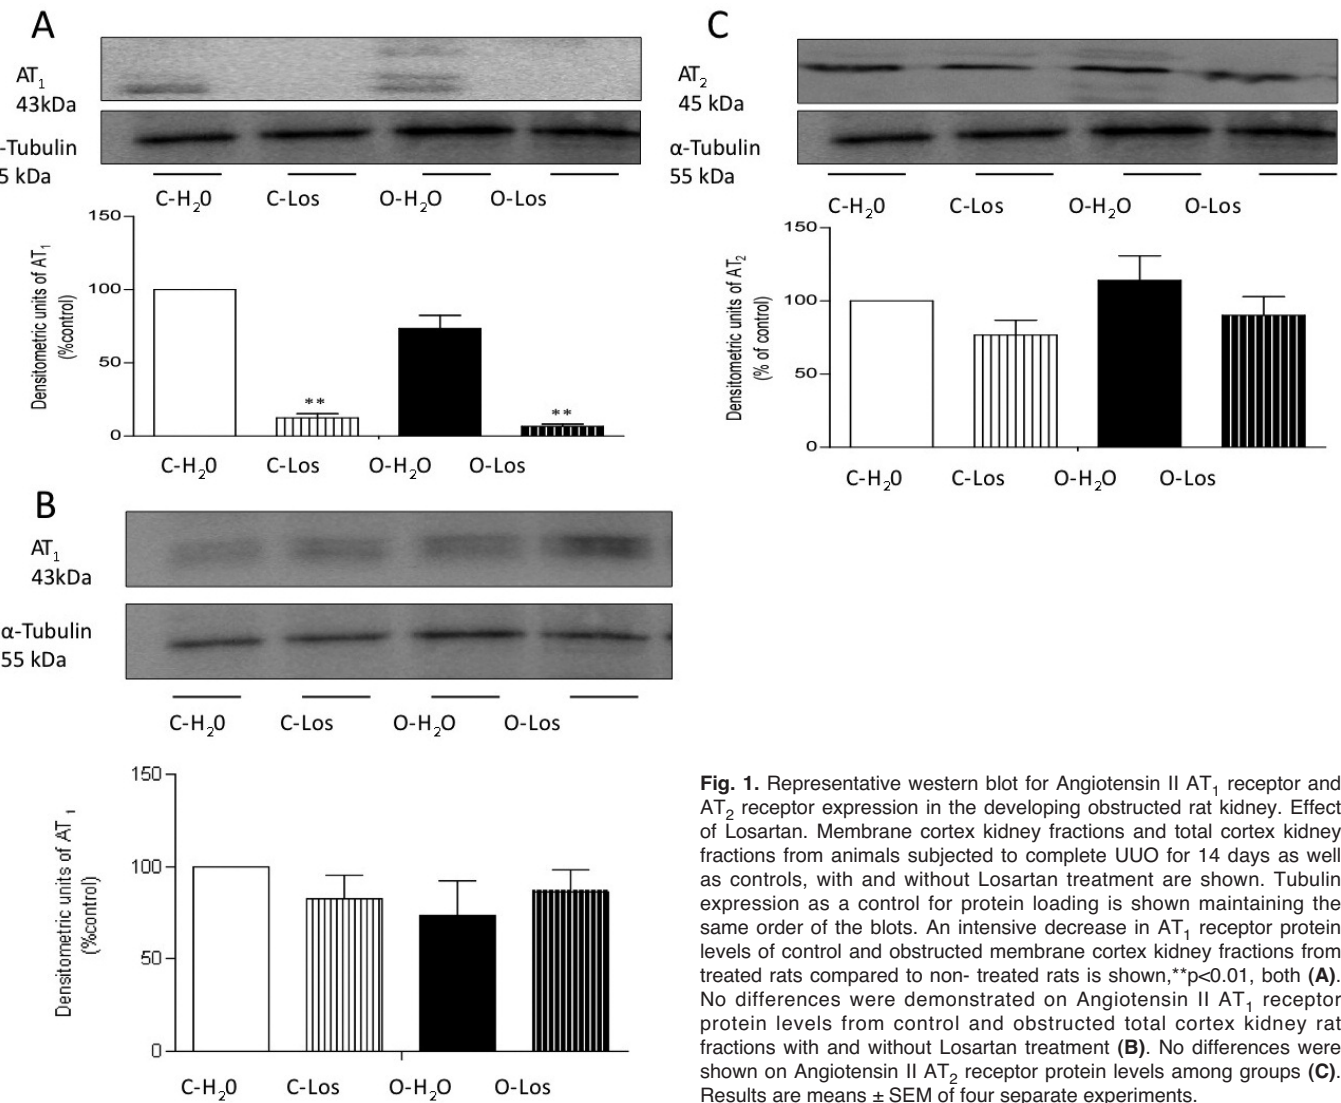 A
AT₁
43kDa
-Tubulin
5 kDa
C-H₂0 C-Los O-H₂O O-Los
150
100
50
0
Densitometric units of AT₁
(%control)
** **
C-H₂0 C-Los O-H₂O O-Los
B
AT₁
43kDa
α-Tubulin
55 kDa
C-H₂0 C-Los O-H₂O O-Los
150
100
50
0
Densitometric units of AT₁
(%control)
C-H₂0 C-Los O-H₂O O-Los
C
AT₂
45 kDa
α-Tubulin
55 kDa
C-H₂0 C-Los O-H₂O O-Los
150
100
50
0
Densitometric units of AT₂
(% of control)
C-H₂0 C-Los O-H₂O O-Los
Fig. 1. Representative western blot for Angiotensin II AT₁ receptor and
AT₂ receptor expression in the developing obstructed rat kidney. Effect
of Losartan. Membrane cortex kidney fractions and total cortex kidney
fractions from animals subjected to complete UUO for 14 days as well
as controls, with and without Losartan treatment are shown. Tubulin
expression as a control for protein loading is shown maintaining the
same order of the blots. An intensive decrease in AT₁ receptor protein
levels of control and obstructed membrane cortex kidney fractions from
treated rats compared to non- treated rats is shown,**p<0.01, both (A).
No differences were demonstrated on Angiotensin II AT₁ receptor
protein levels from control and obstructed total cortex kidney rat
fractions with and without Losartan treatment (B). No differences were
shown on Angiotensin II AT₂ receptor protein levels among groups (C).
Results are means ± SEM of four separate experiments.